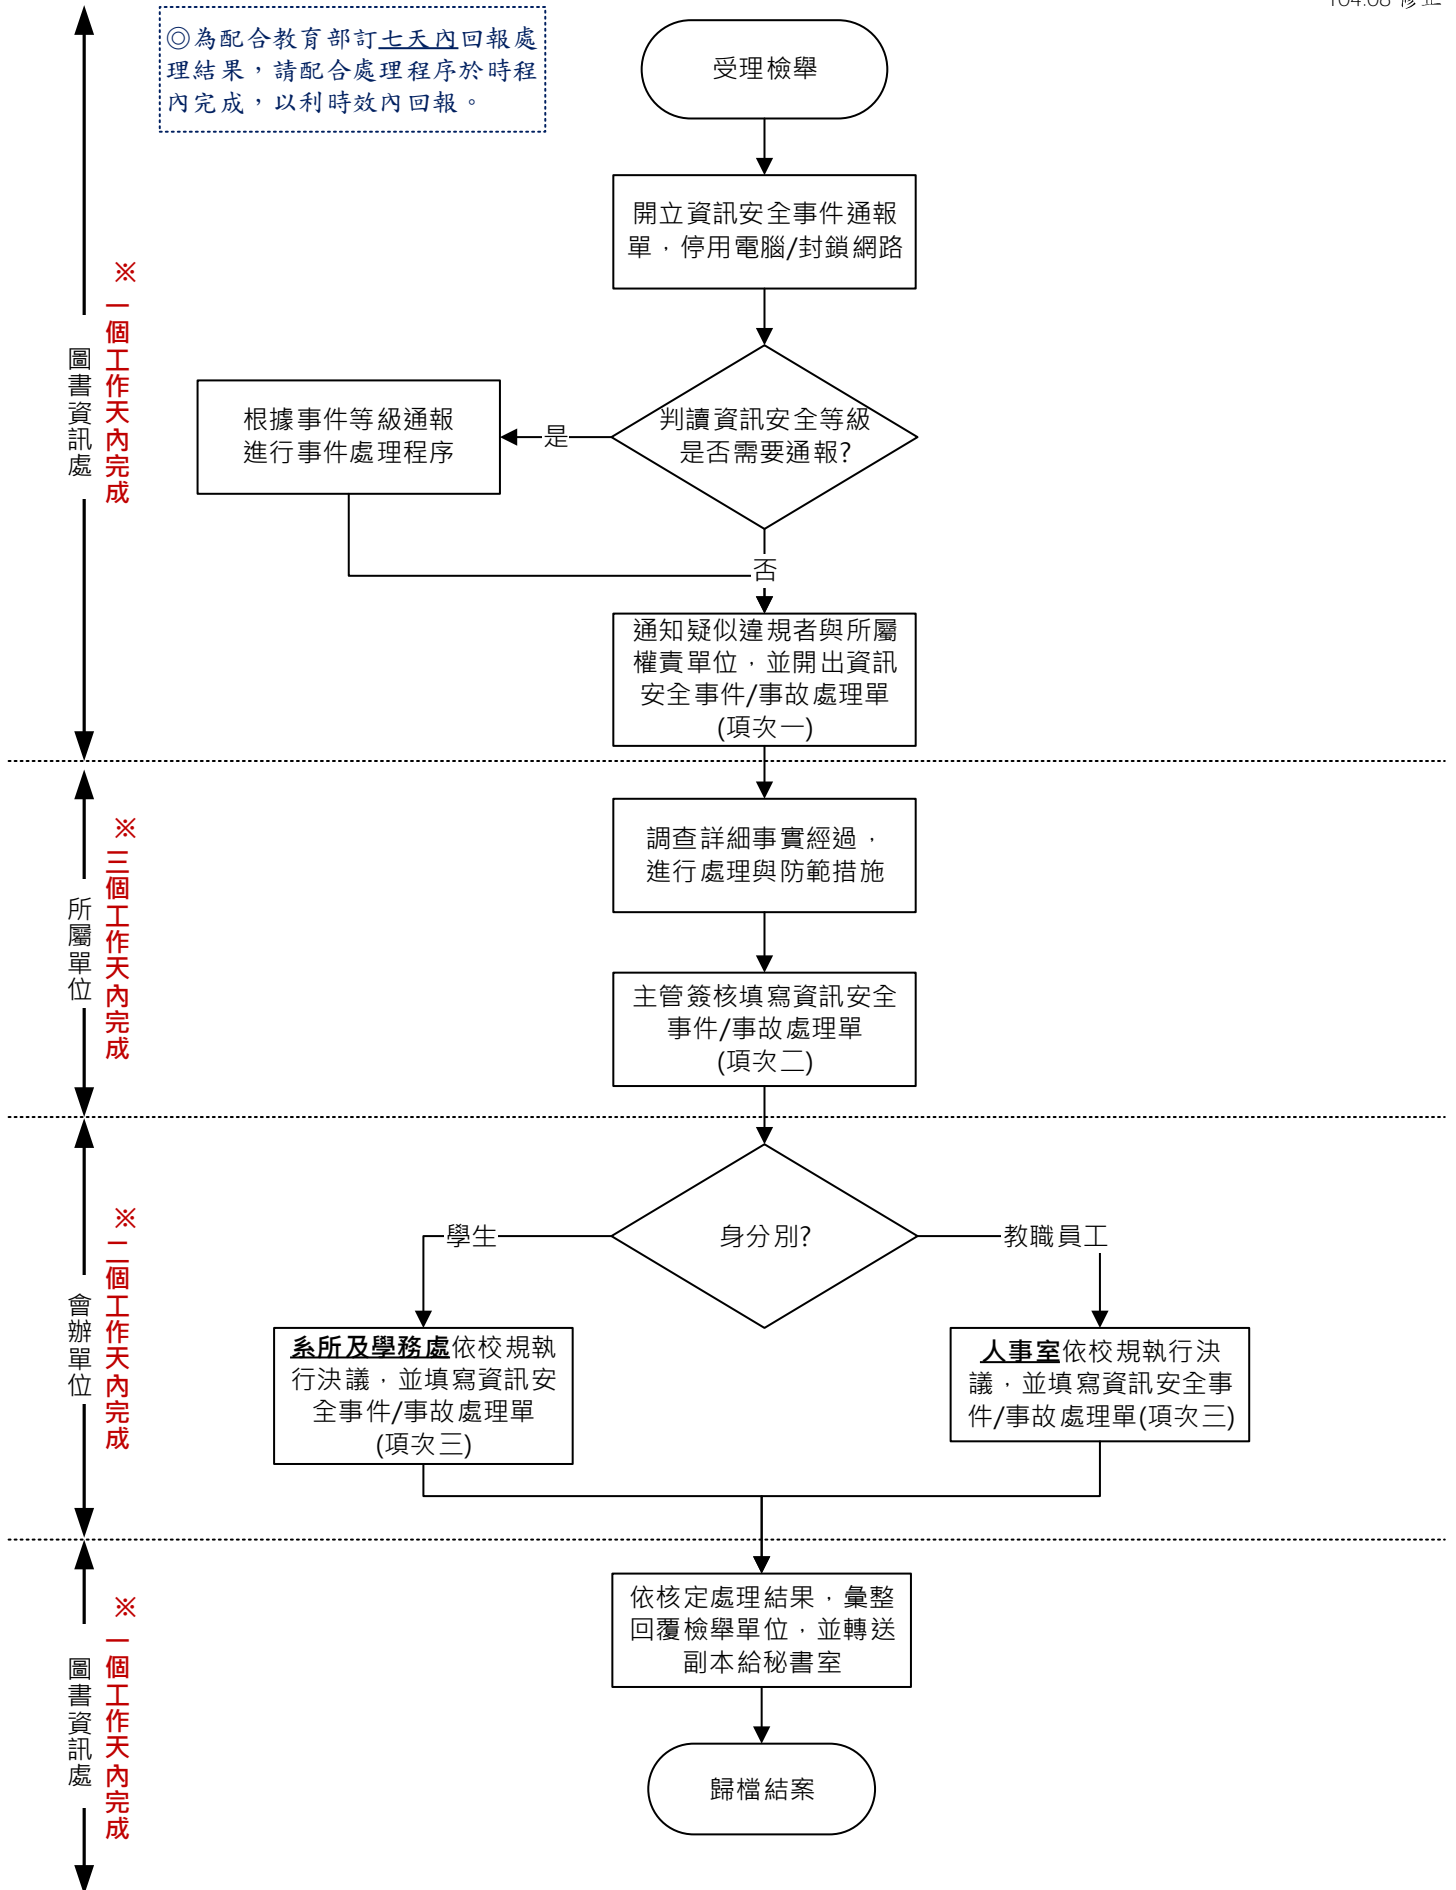 ◎為配合教育部訂七天內回報處
理結果，請配合處理程序於時程
內完成，以利時效內回報。
受理檢舉
開立資訊安全事件通報
單，停用電腦/封鎖網路
※一個工作天內完成
圖書資訊處
判讀資訊安全等級
是否需要通報?
是
根據事件等級通報
進行事件處理程序
否
通知疑似違規者與所屬
權責單位，並開出資訊
安全事件/事故處理單
(項次一)
※三個工作天內完成
所屬單位
調查詳細事實經過，
進行處理與防範措施
主管簽核填寫資訊安全
事件/事故處理單
(項次二)
※二個工作天內完成
會辦單位
身分別?
學生
教職員工
系所及學務處依校規執
行決議，並填寫資訊安
全事件/事故處理單
(項次三)
人事室依校規執行決
議，並填寫資訊安全事
件/事故處理單(項次三)
※一個工作天內完成
圖書資訊處
依核定處理結果，彙整
回覆檢舉單位，並轉送
副本給秘書室
歸檔結案